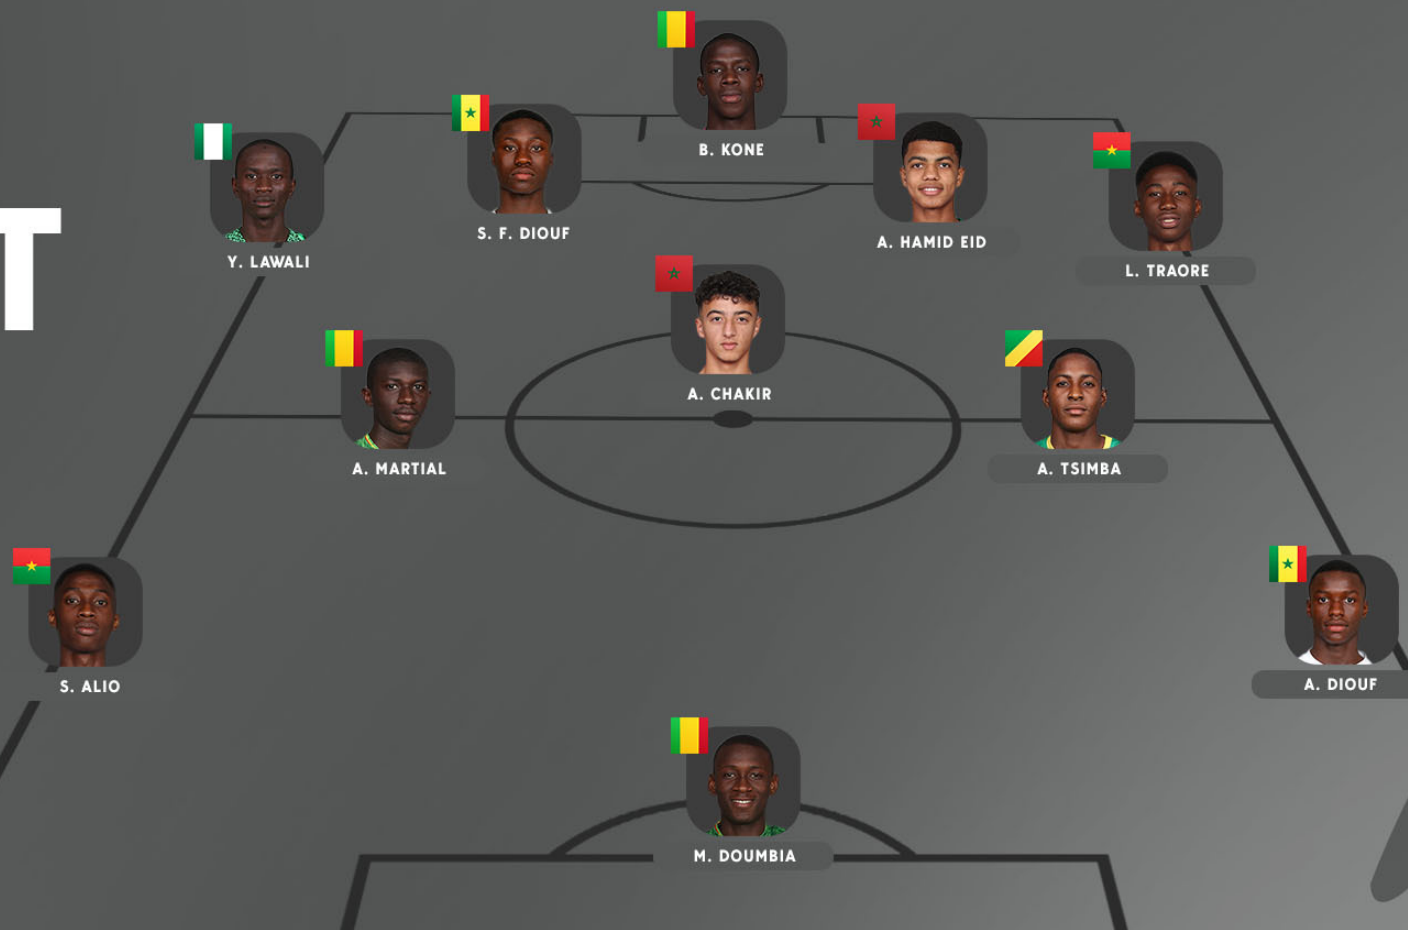 B. KONE
S. F. DIOUF
A. HAMID EID
Y. LAWALI
L. TRAORE
T
A. CHAKIR
A. MARTIAL
A. TSIMBA
S. ALIO
A. DIOUF
M. DOUMBIA